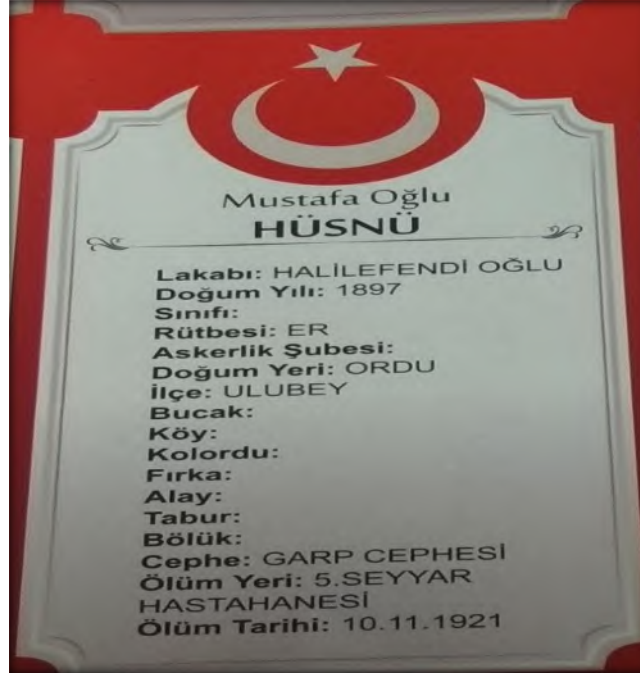 Mustafa Oğlu
HÜSNÜ
Lakabı: HALİLEFENDİ OĞLU
Doğum Yılı: 1897
Sınıfı:
Rütbesi: ER
Askerlik Şubesi:
Doğum Yeri: ORDU
İlçe: ULUBEY
Bucak:
Köy:
Kolordu:
Fırka:
Alay:
Tabur:
Bölük:
Cephe: GARP CEPHESİ
Ölüm Yeri: 5.SEYYAR
HASTAHANESİ
Ölüm Tarihi: 10.11.1921